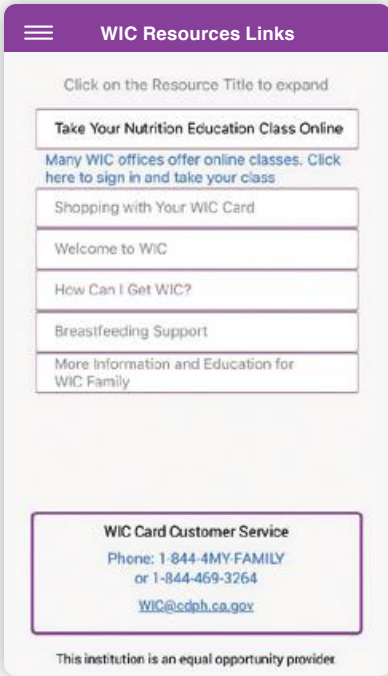 WIC Resources Links
Click on the Resource Title to expand
Take Your Nutrition Education Class Online
Many WIC offices offer online classes. Click
here to sign in and take your class
Shopping with Your WIC Card
Welcome to WIC
How Can I Get WIC?
Breastfeeding Support
More Information and Education for
WIC Family
WIC Card Customer Service
Phone: 1-844-4MY-FAMILY
or 1-844-469-3264
WIC@cdph.ca.gov
This institution is an equal opportunity provider